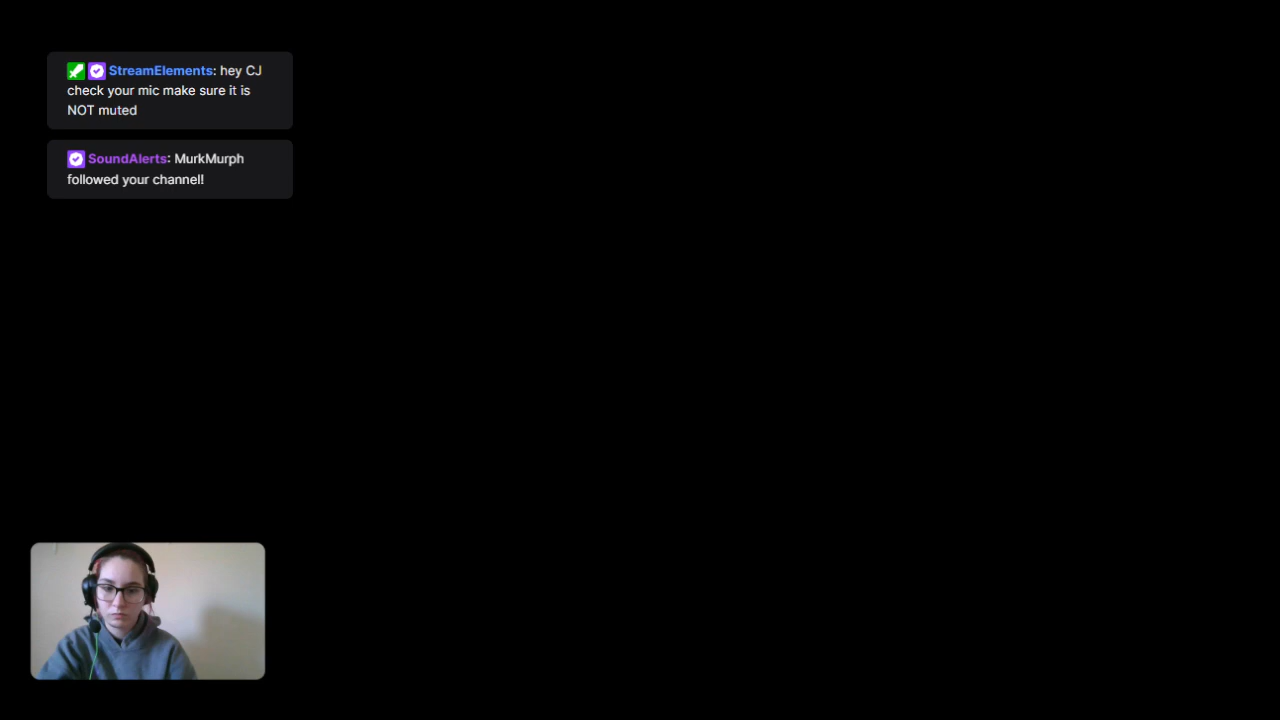 StreamElements: hey CJ
check your mic make sure it is
NOT muted
SoundAlerts: MurkMurph
followed your channel!